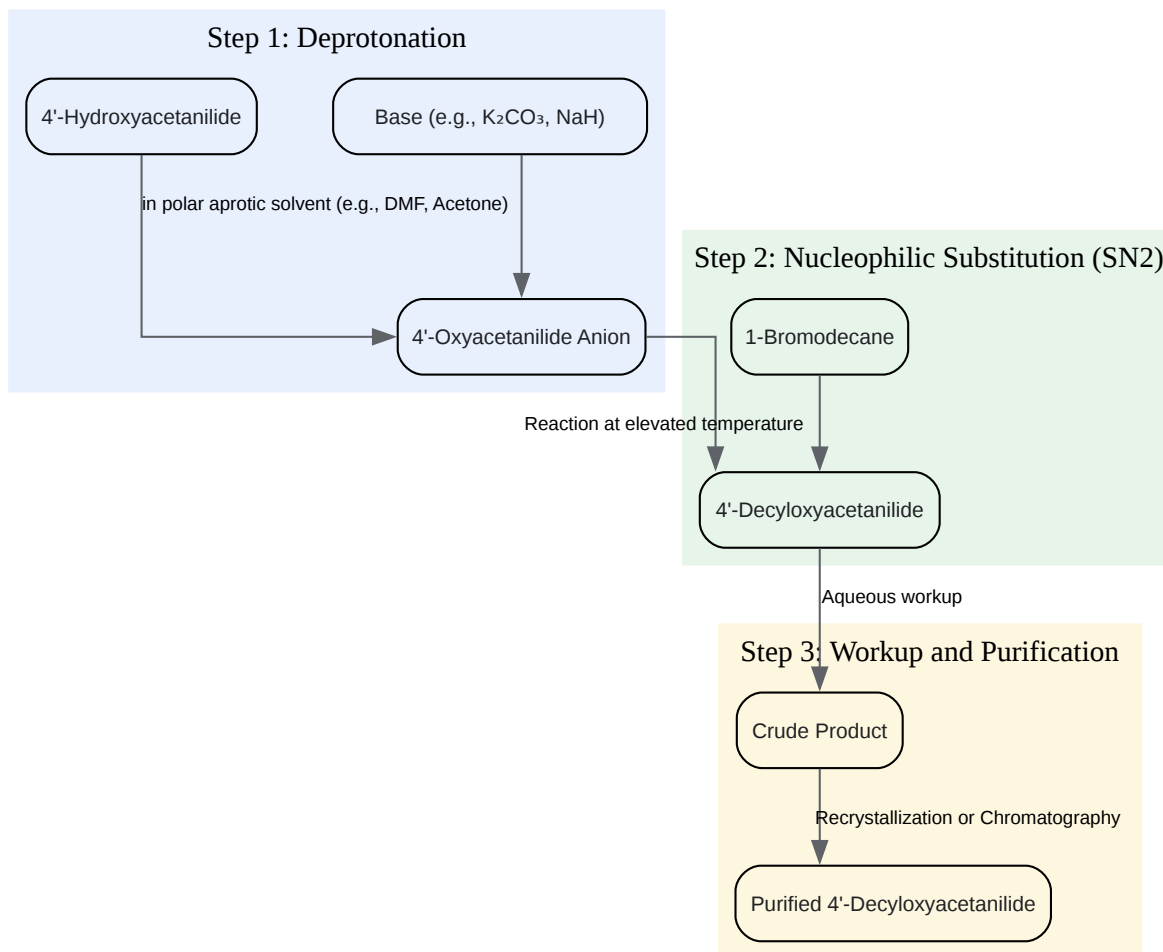 Step 1: Deprotonation
4'-Hydroxyacetanilide
Base (e.g., K₂CO₃, NaH)
in polar aprotic solvent (e.g., DMF, Acetone)
4'-Oxyacetanilide Anion
Step 2: Nucleophilic Substitution (SN2)
1-Bromodecane
Reaction at elevated temperature
4'-Decyloxyacetanilide
Aqueous workup
Step 3: Workup and Purification
Crude Product
Recrystallization or Chromatography
Purified 4'-Decyloxyacetanilide